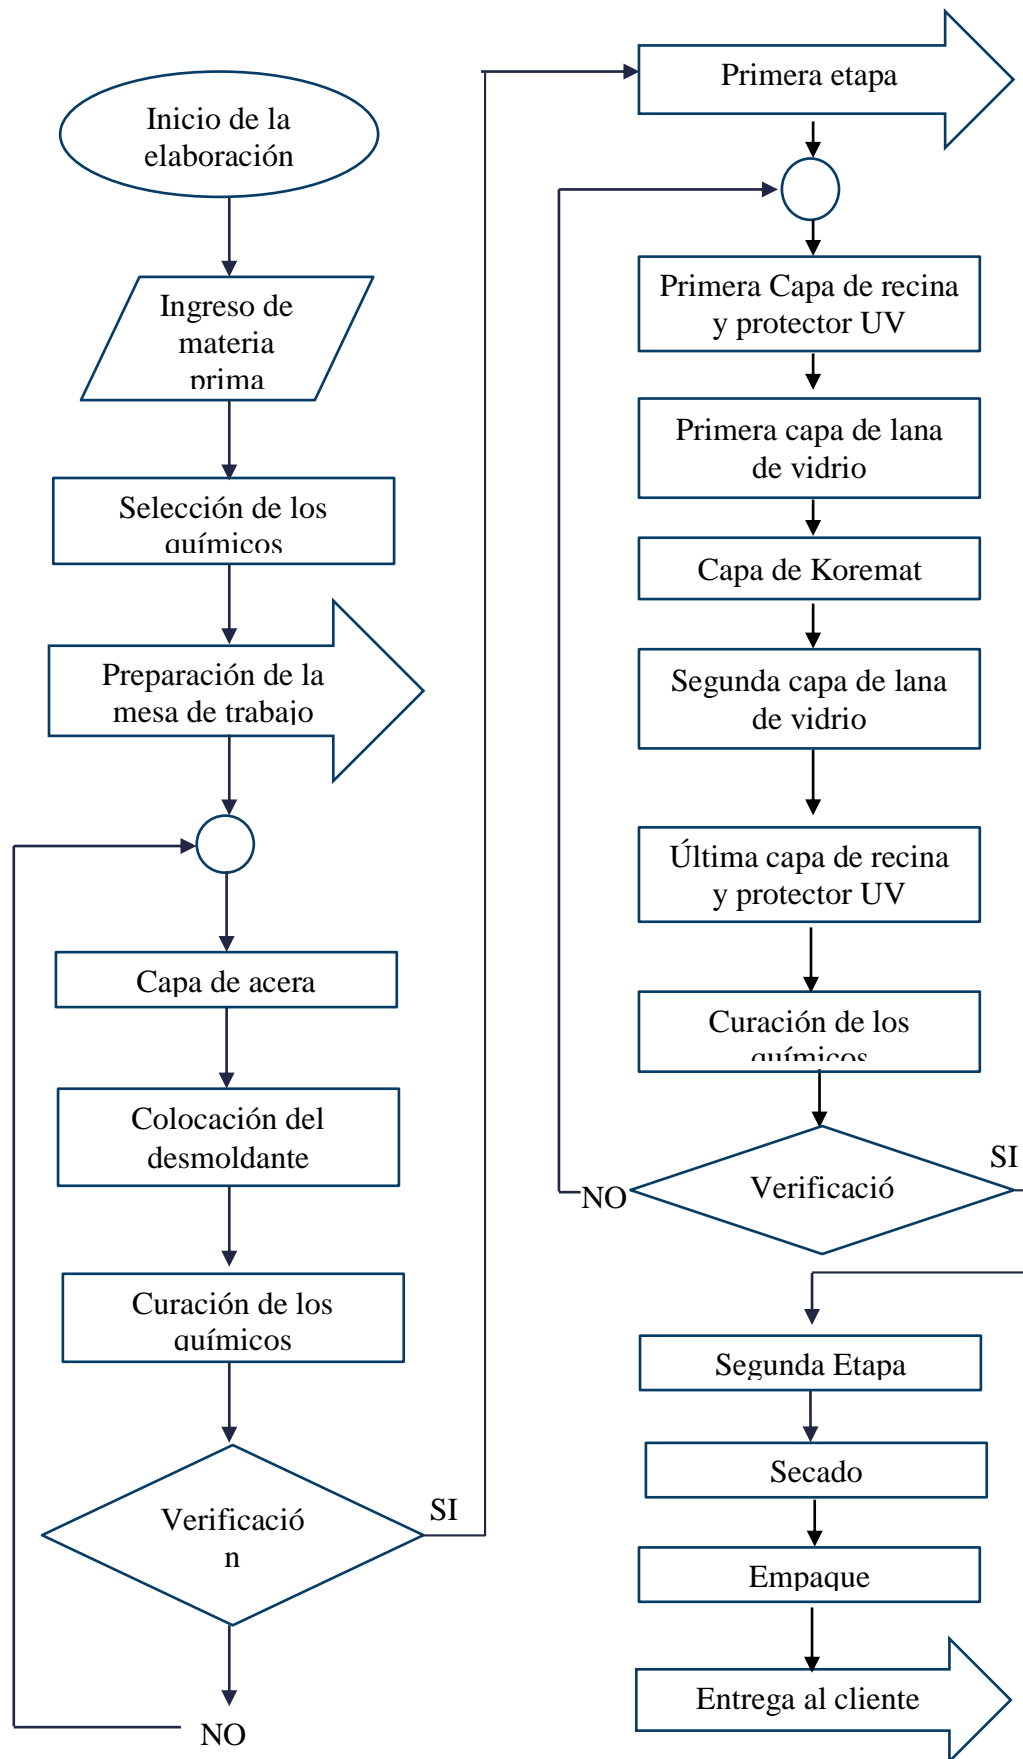 Inicio de la
elaboración
Ingreso de
materia
prima
Selección de los
químicos
Preparación de la
mesa de trabajo
Capa de acera
Colocación del
desmoldante
Curación de los
químicos
Verificació
n
SI
NO
Primera etapa
Primera Capa de recina
y protector UV
Primera capa de lana
de vidrio
Capa de Koremat
Segunda capa de lana
de vidrio
Última capa de recina
y protector UV
Curación de los
químicos
Verificació
SI
NO
Segunda Etapa
Secado
Empaque
Entrega al cliente